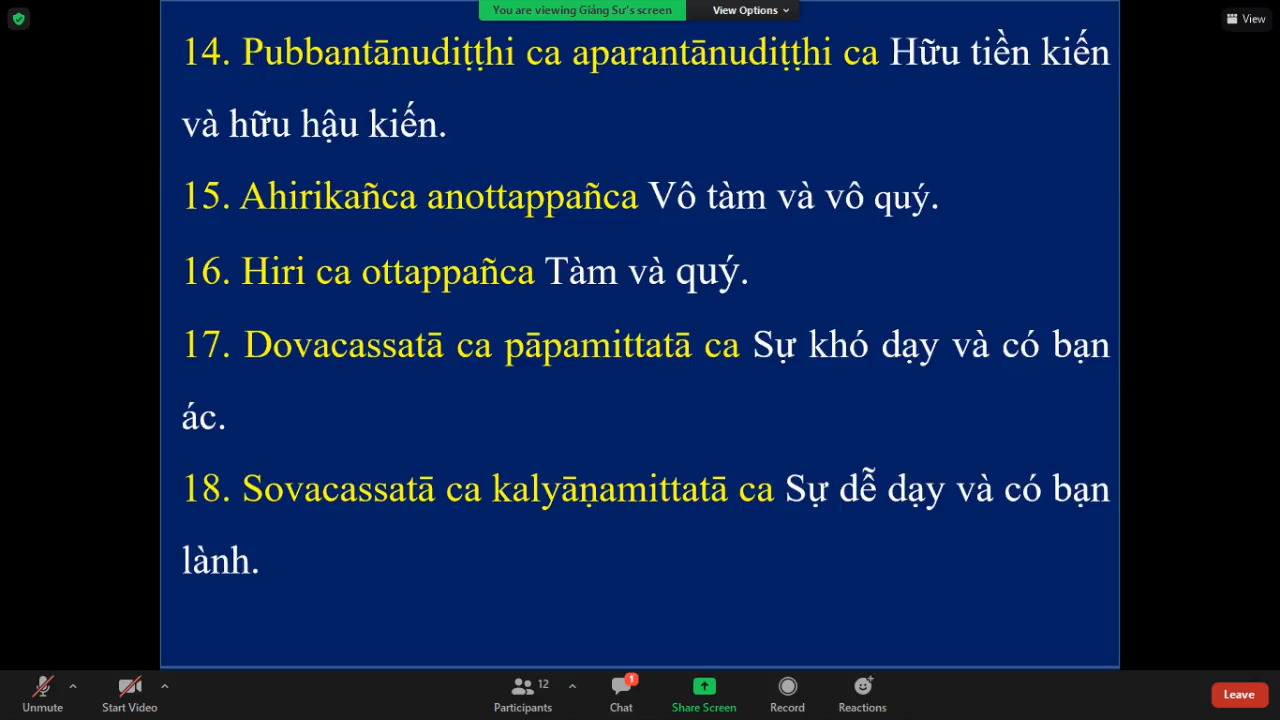 You are viewing Giảng Sư's screen View Options
View
14. Pubbantānudiṭṭhi ca aparantānudiṭṭhi ca Hữu tiền kiến
và hữu hậu kiến.
15. Ahirikañca anottappañca Vô tàm và vô quý.
16. Hiri ca ottappañca Tàm và quý.
17. Dovacassatā ca pāpamittatā ca Sự khó dạy và có bạn
ác.
18. Sovacassatā ca kalyāṇamittatā ca Sự dễ dạy và có bạn
lành.
12 1
Unmute Start Video Participants Chat Share Screen Record Reactions Leave